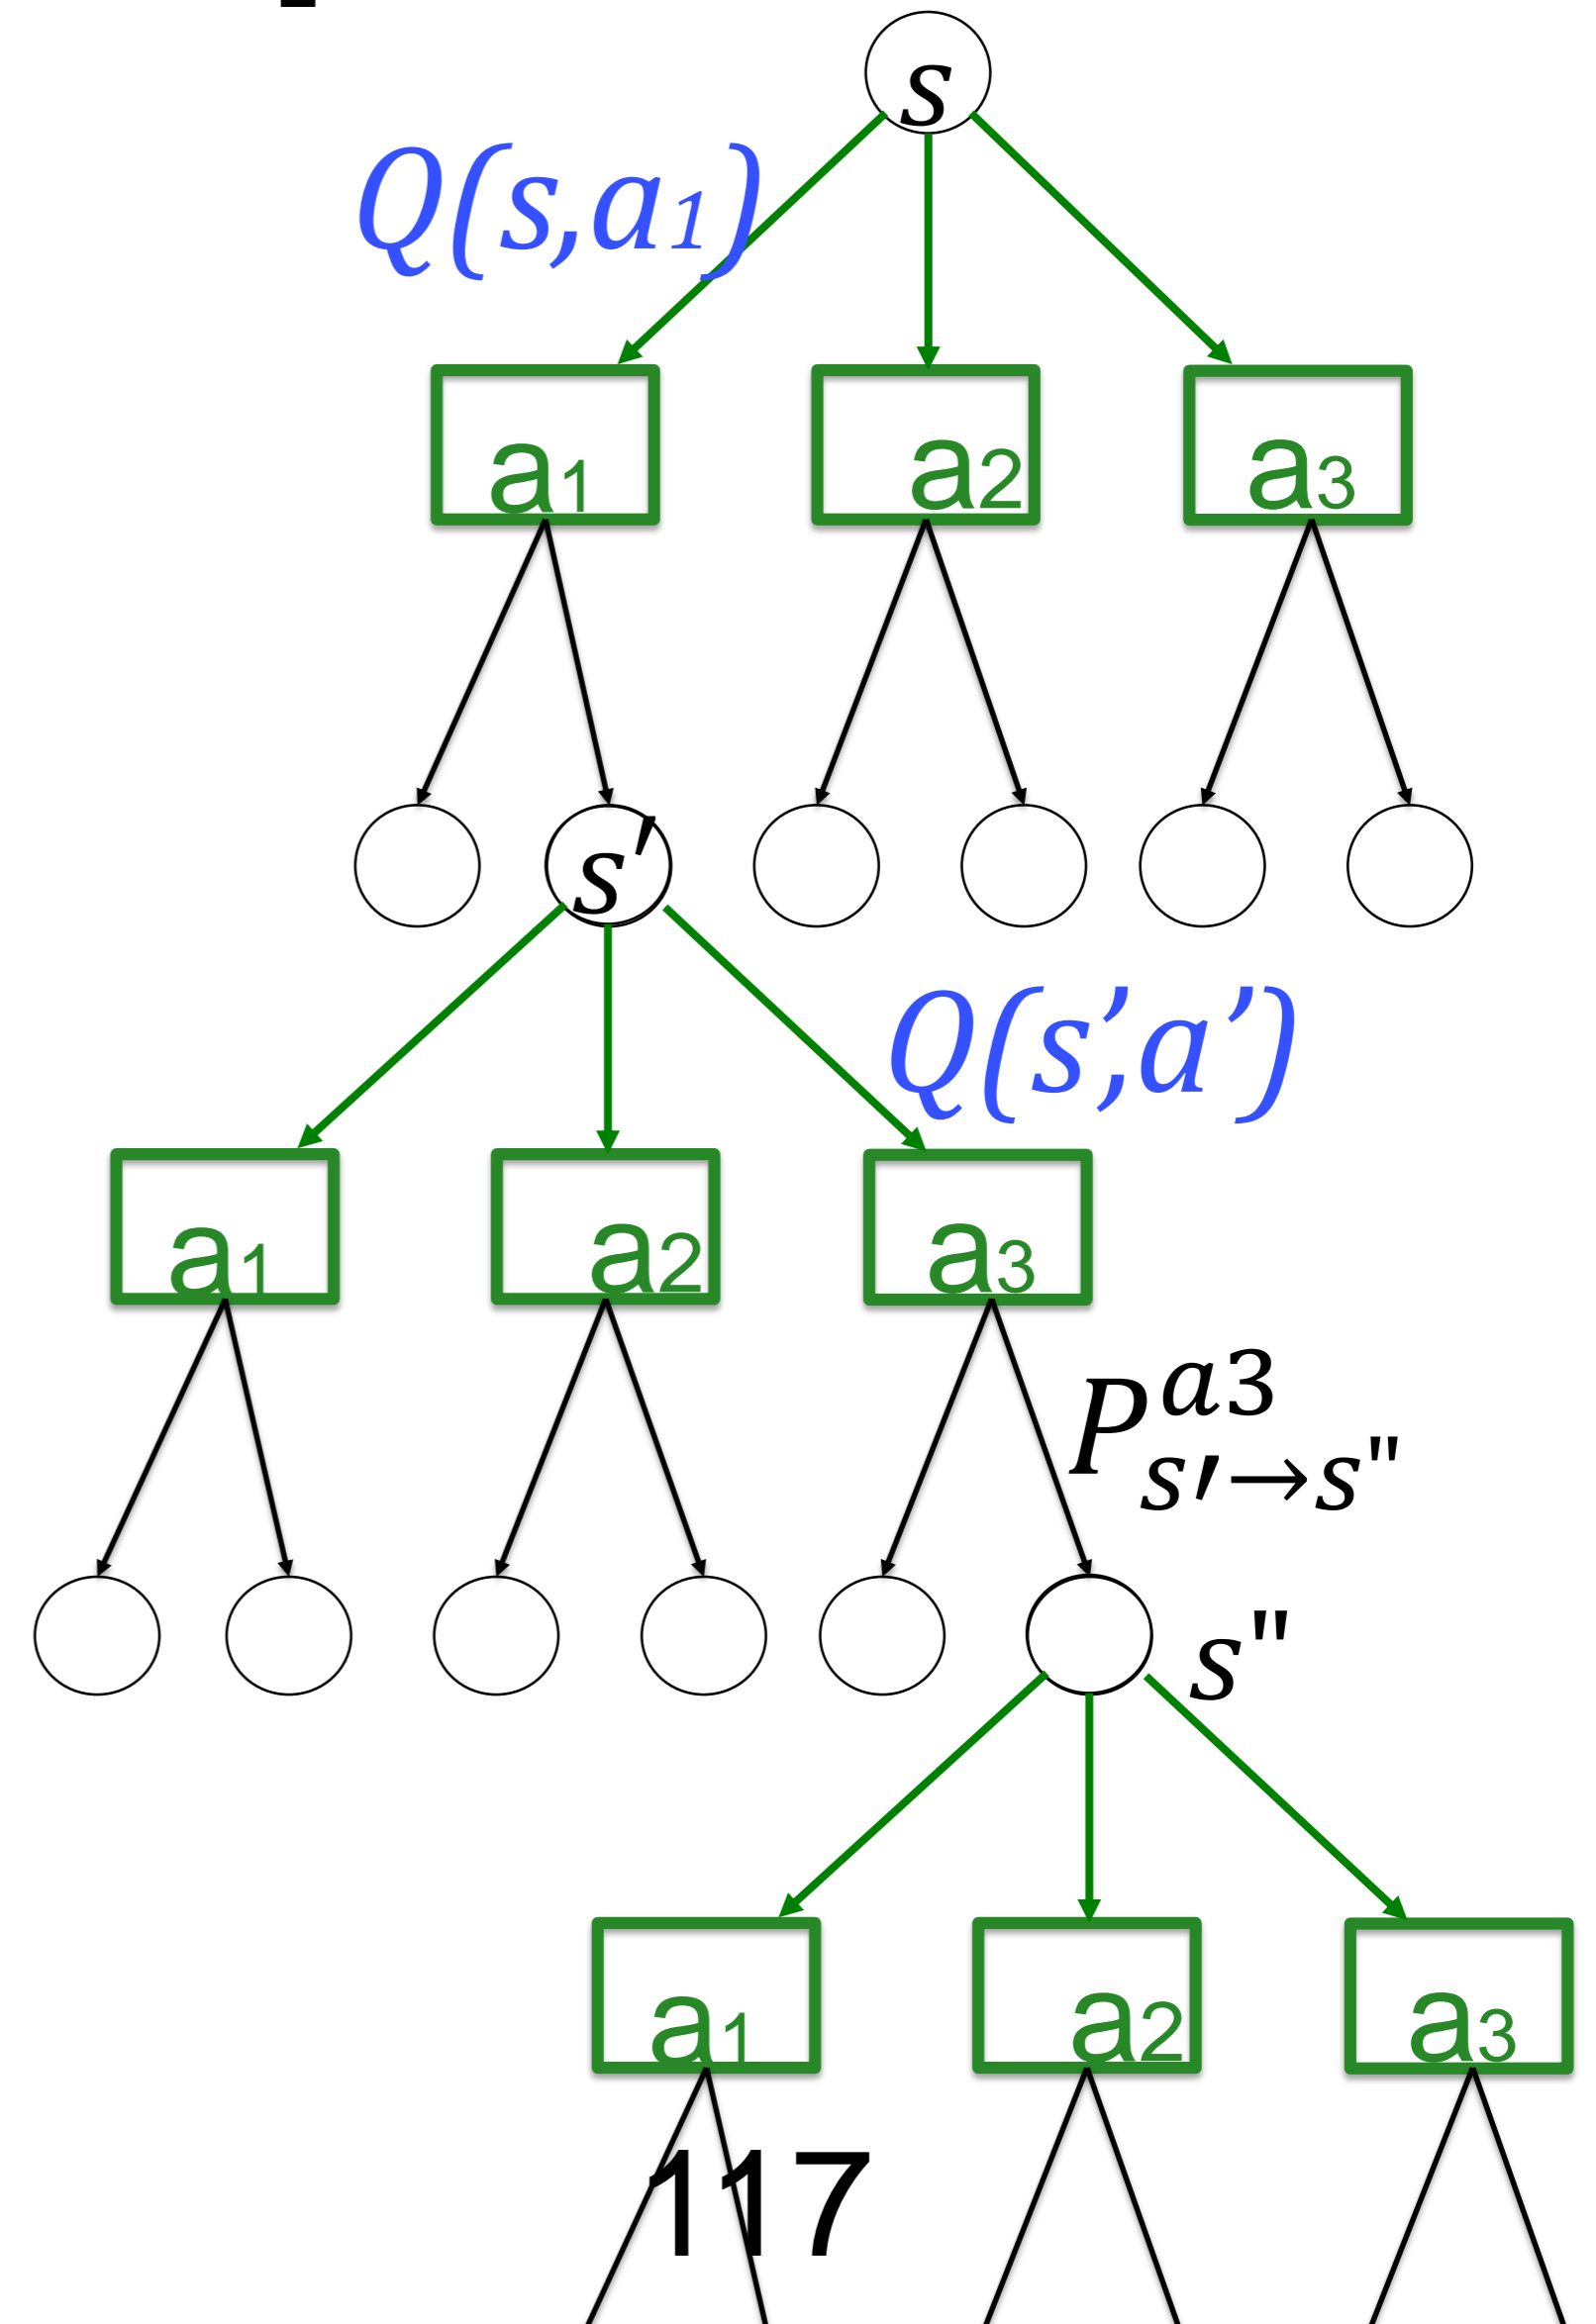 s
Q(s,a₁)
a₁
a₂
a₃
s′
Q(s′,a′)
a₁
a₂
a₃
P^{a3}_{s′→s"}
s"
a₁
a₂
a₃
117